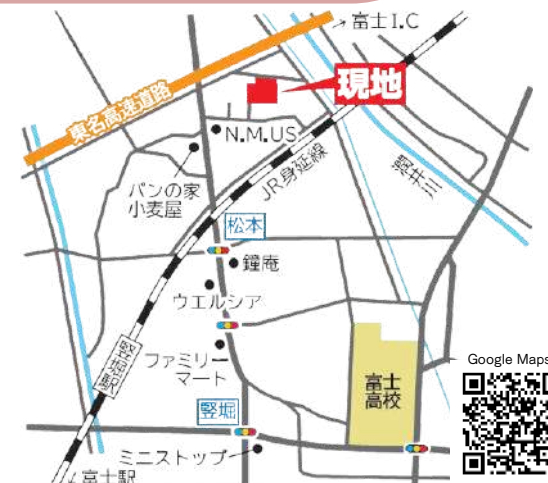 富士I.C
東名高速道路
現地
N.M.US
パンの家
小麦屋
JR身延線
潤井川
松本
鐘庵
ウエルシア
竪堀駅
ファミリー
マート
富士
高校
Google Maps
竪堀
ミニストップ
富士駅